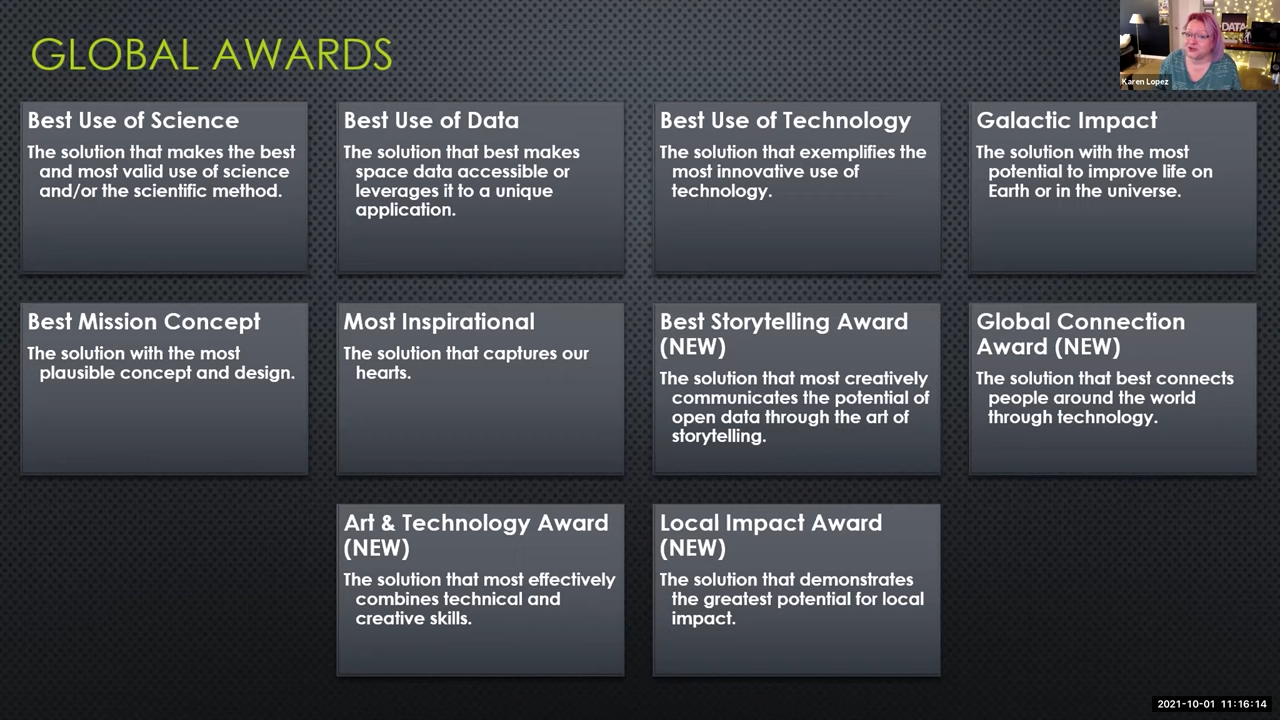 GLOBAL AWARDS
DATA
Karen Lopez
Best Use of Science
The solution that makes the best
and most valid use of science
and/or the scientific method.
Best Use of Data
The solution that best makes
space data accessible or
leverages it to a unique
application.
Best Use of Technology
The solution that exemplifies the
most innovative use of
technology.
Galactic Impact
The solution with the most
potential to improve life on
Earth or in the universe.
Best Mission Concept
The solution with the most
plausible concept and design.
Most Inspirational
The solution that captures our
hearts.
Best Storytelling Award
(NEW)
The solution that most creatively
communicates the potential of
open data through the art of
storytelling.
Global Connection
Award (NEW)
The solution that best connects
people around the world
through technology.
Art & Technology Award
(NEW)
The solution that most effectively
combines technical and
creative skills.
Local Impact Award
(NEW)
The solution that demonstrates
the greatest potential for local
impact.
2021-10-01 11:16:14